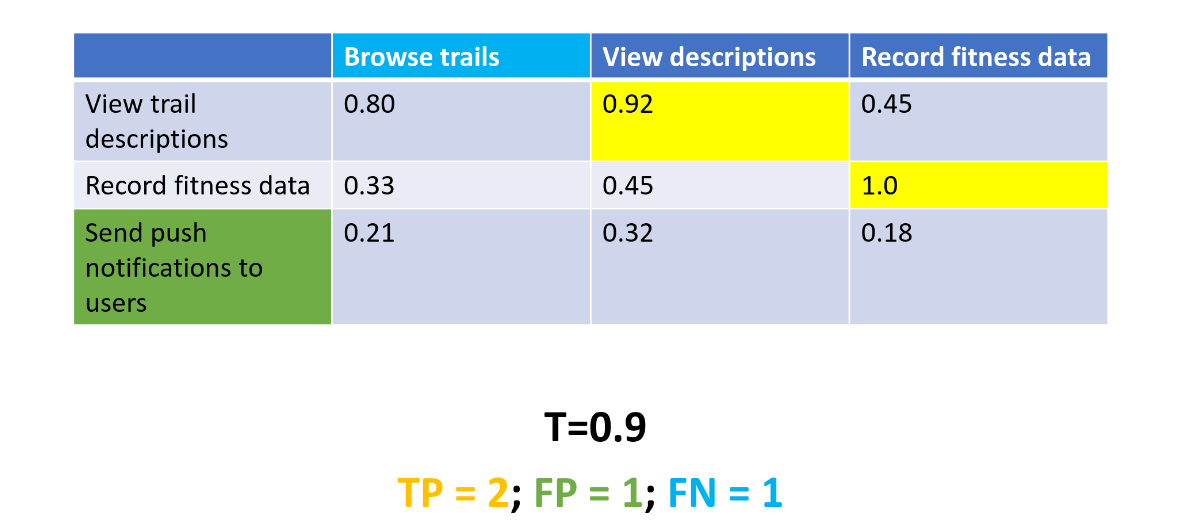 Browse trails View descriptions Record fitness data
View trail 0.80 0.92 0.45
descriptions
Record fitness data 0.33 0.45 1.0
Send push 0.21 0.32 0.18
notifications to
users
T=0.9
TP = 2; FP = 1; FN = 1